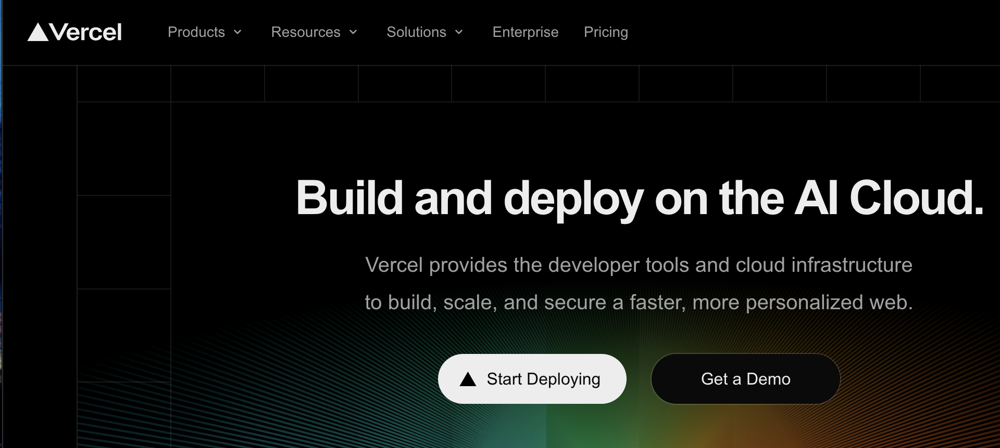 Vercel
Products
Resources
Solutions
Enterprise
Pricing
Build and deploy on the AI Cloud.
Vercel provides the developer tools and cloud infrastructure
to build, scale, and secure a faster, more personalized web.
Start Deploying
Get a Demo